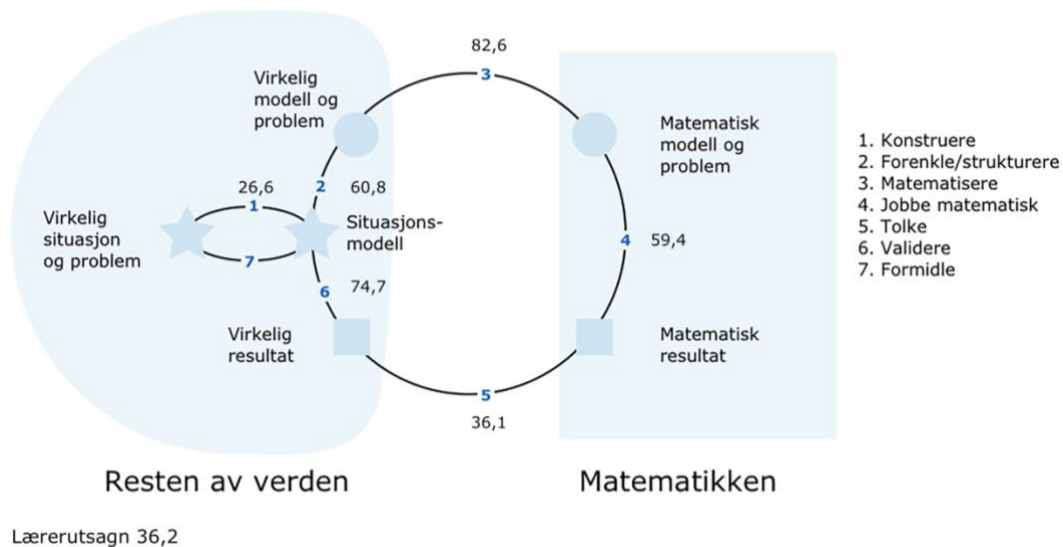 82,6
3
Virkelig
modell og
problem
Matematisk
modell og
problem
1. Konstruere
2. Forenkle/strukturere
3. Matematisere
4. Jobbe matematisk
5. Tolke
6. Validere
7. Formidle
26,6
1
2
60,8
Virkelig
situasjon
og problem
Situasjons-
modell
7
4
59,4
6
74,7
Virkelig
resultat
Matematisk
resultat
5
36,1
Resten av verden
Matematikken
Lærerutsagn 36,2